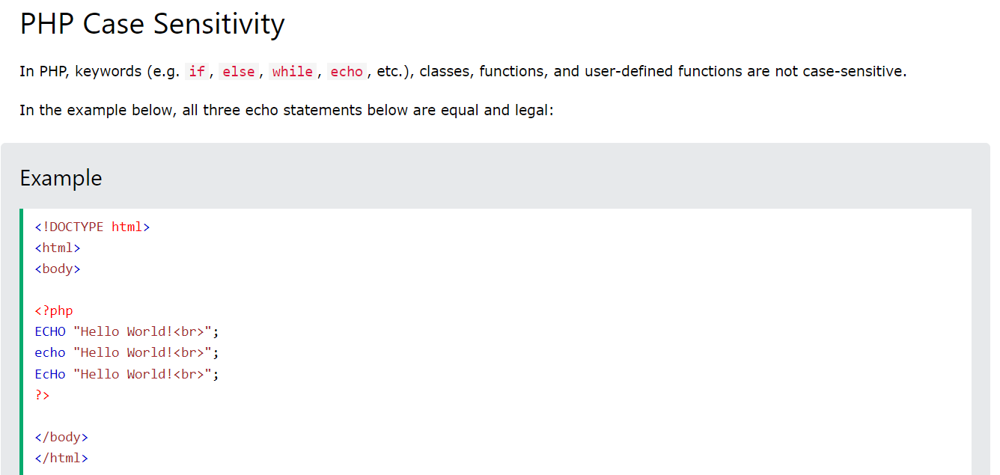 PHP Case Sensitivity
In PHP, keywords (e.g. if, else, while, echo, etc.), classes, functions, and user-defined functions are not case-sensitive.
In the example below, all three echo statements below are equal and legal:
Example
<!DOCTYPE html>
<html>
<body>
<?php
ECHO "Hello World!<br>";
echo "Hello World!<br>";
EcHo "Hello World!<br>";
?>
</body>
</html>